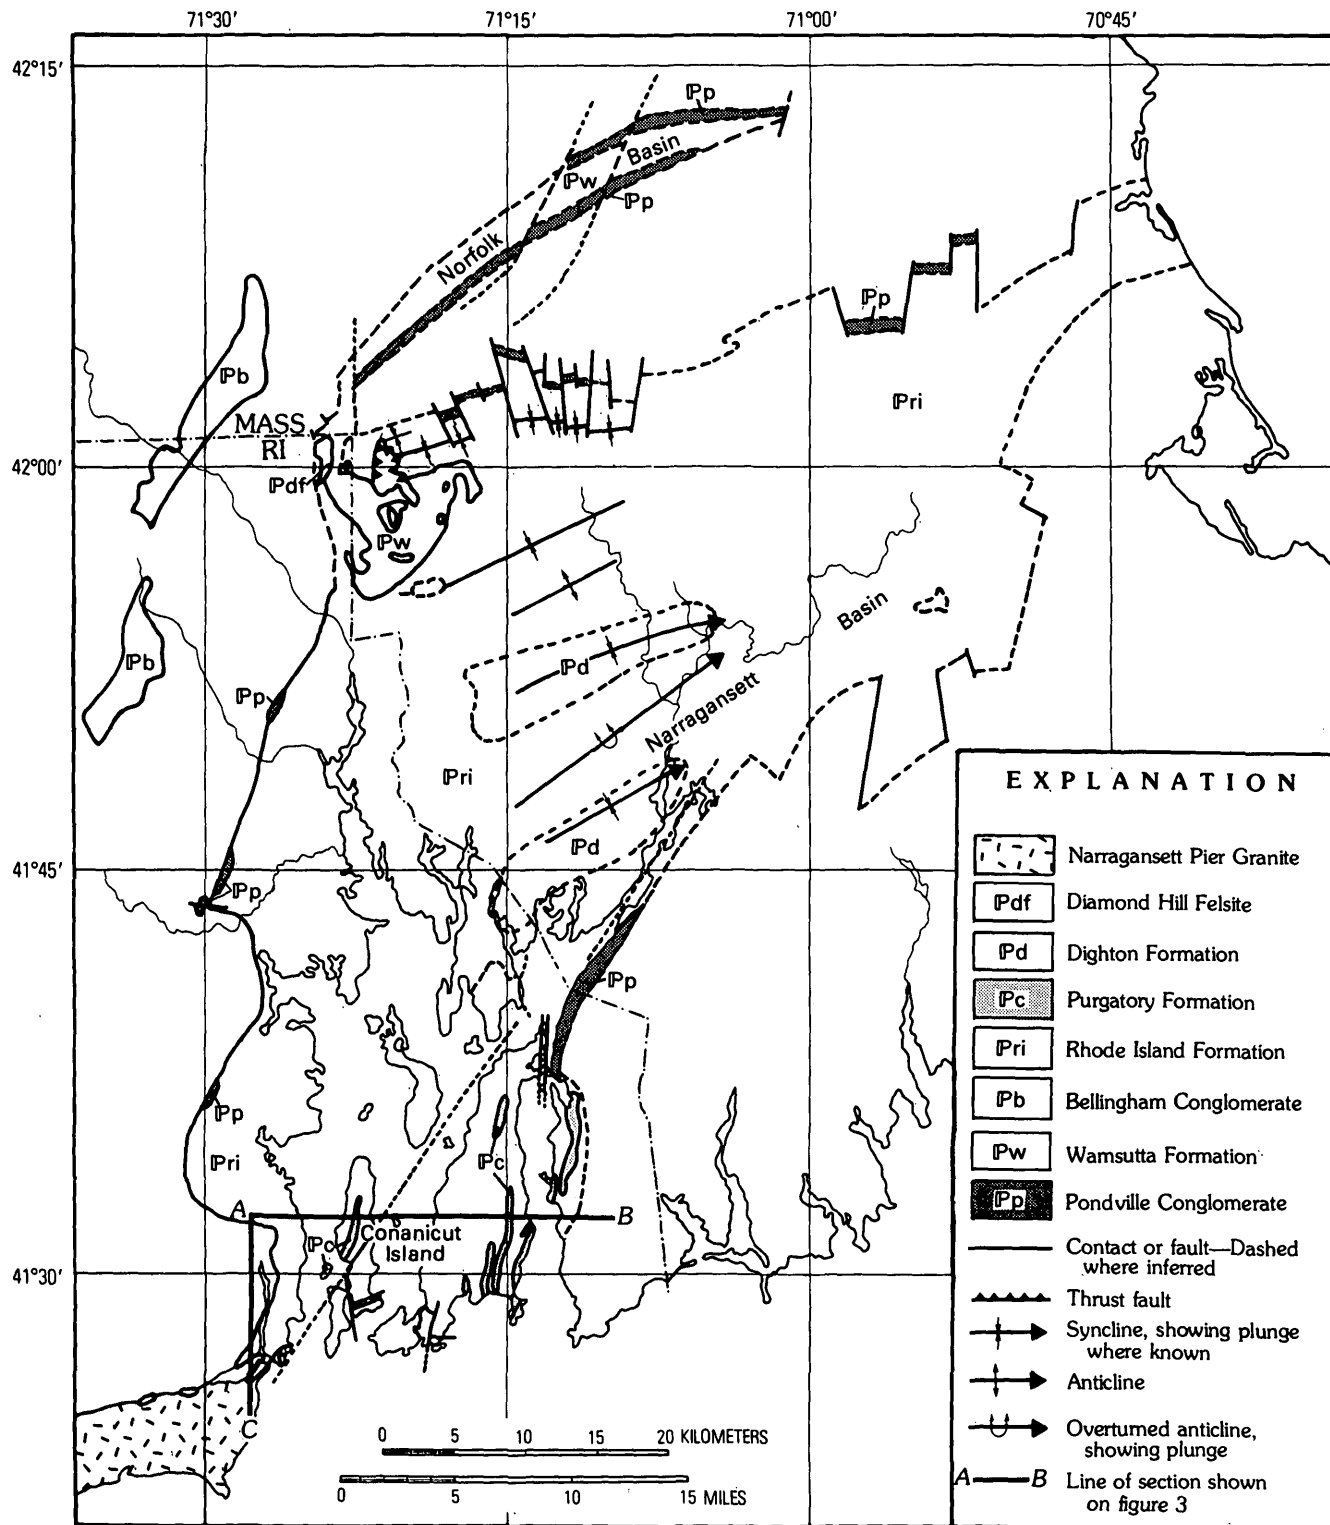 71°30′
71°15′
71°00′
70°45′
42°15′
ℙp
Basin
ℙw
ℙp
Norfolk
ℙp
ℙb
ℙri
MASS
RI
42°00′
ℙdf
ℙw
Basin
ℙb
ℙd
ℙp
Narragansett
ℙri
ℙd
41°45′
ℙp
ℙp
ℙp
ℙri
ℙc
A
B
ℙc
Conanicut
Island
41°30′
C
0 5 10 15 20 KILOMETERS
0 5 10 15 MILES
EXPLANATION
Narragansett Pier Granite
ℙdf Diamond Hill Felsite
ℙd Dighton Formation
ℙc Purgatory Formation
ℙri Rhode Island Formation
ℙb Bellingham Conglomerate
ℙw Wamsutta Formation
ℙp Pondville Conglomerate
Contact or fault—Dashed
where inferred
Thrust fault
Syncline, showing plunge
where known
Anticline
Overturned anticline,
showing plunge
A B Line of section shown
on figure 3